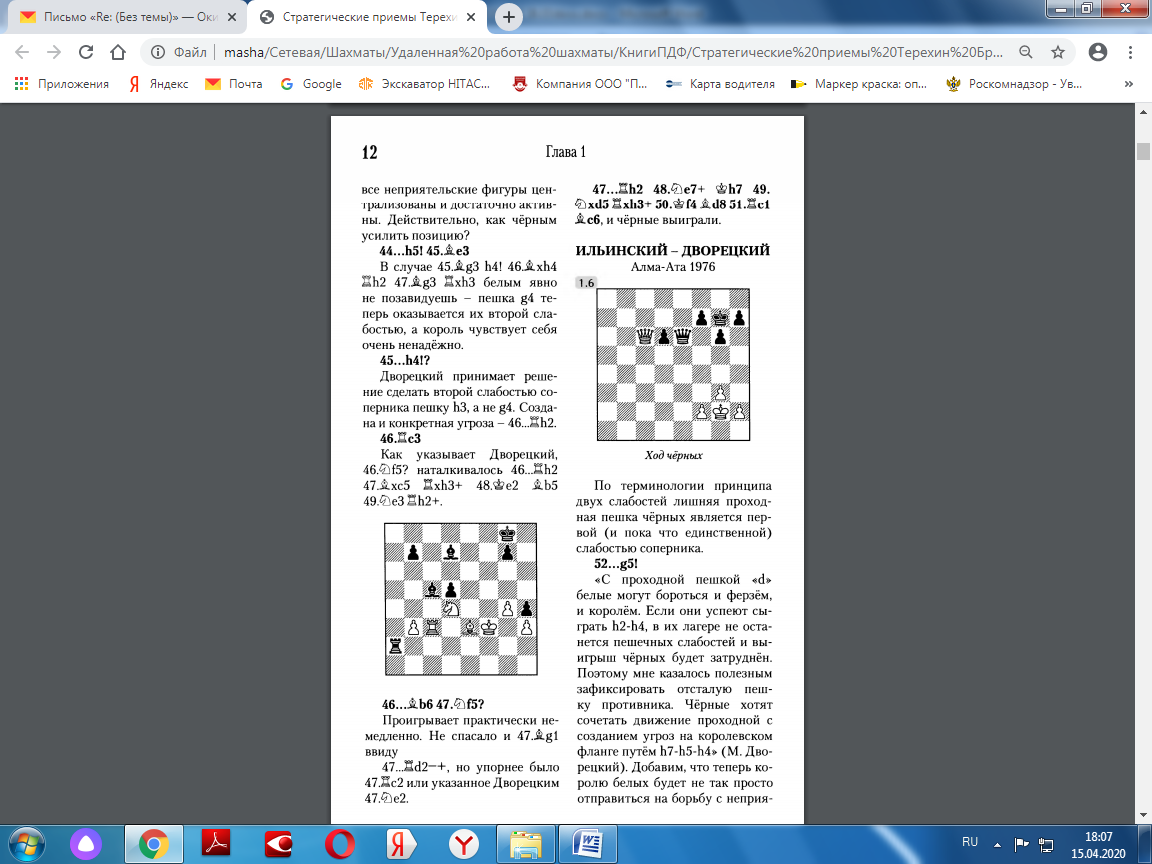 Письмо «Re: (Без темы)» — Оки
Стратегические приемы Терехи
Файл
masha/Сетевая/Шахматы/Удаленная%20работа%20шахматы/КнигиПДФ/Стратегические%20приемы%20Терехин%20Бр...
Приложения
Яндекс
Почта
Google
Экскаватор HITAC...
Компания ООО "П...
Карта водителя
Маркер краска: оп...
Роскомнадзор - Ув...
»
12
Глава 1
все неприятельские фигуры цен-
трализованы и достаточно актив-
ны. Действительно, как чёрным
усилить позицию?
44...h5! 45.♗e3
В случае 45.♗g3 h4! 46.♗xh4
♖h2 47.♗g3 ♖xh3 белым явно
не позавидуешь – пешка g4 те-
перь оказывается их второй сла-
бостью, а король чувствует себя
очень ненадёжно.
45...h4!?
Дворецкий принимает реше-
ние сделать второй слабостью со-
перника пешку h3, а не g4. Созда-
на и конкретная угроза – 46...♖h2.
46.♖c3
Как указывает Дворецкий,
46.♘f5? наталкивалось 46...♖h2
47.♗xc5 ♖xh3+ 48.♔e2 ♗b5
49.♘e3 ♖h2+.
46...♗b6 47.♘f5?
Проигрывает практически не-
медленно. Не спасало и 47.♗g1
ввиду
47...♖d2–+, но упорнее было
47.♖c2 или указанное Дворецким
47.♘e2.
47...♖h2 48.♘e7+ ♔h7 49.
♘xd5 ♖xh3+ 50.♔f4 ♗d8 51.♖c1
♗c6, и чёрные выиграли.
ИЛЬИНСКИЙ – ДВОРЕЦКИЙ
Алма-Ата 1976
1.6
Ход чёрных
По терминологии принципа
двух слабостей лишняя проход-
ная пешка чёрных является пер-
вой (и пока что единственной)
слабостью соперника.
52...g5!
«С проходной пешкой «d»
белые могут бороться и ферзём,
и королём. Если они успеют сы-
грать h2-h4, в их лагере не оста-
нется пешечных слабостей и вы-
игрыш чёрных будет затруднён.
Поэтому мне казалось полезным
зафиксировать отсталую пеш-
ку противника. Чёрные хотят
сочетать движение проходной с
созданием угроз на королевском
фланге путём h7-h5-h4» (М. Дво-
рецкий). Добавим, что теперь ко-
ролю белых будет не так просто
отправиться на борьбу с неприя-
RU
18:07
15.04.2020